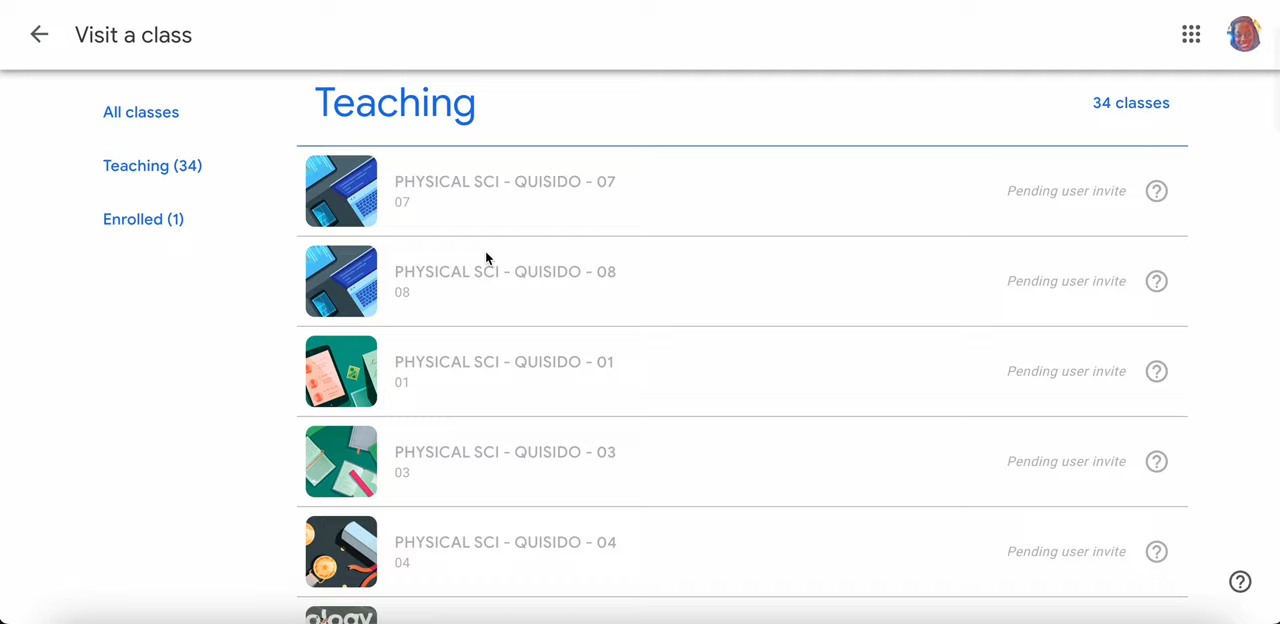 Visit a class
All classes
Teaching (34)
Enrolled (1)
Teaching
34 classes
PHYSICAL SCI - QUISIDO - 07
07
Pending user invite
PHYSICAL SCI - QUISIDO - 08
08
Pending user invite
PHYSICAL SCI - QUISIDO - 01
01
Pending user invite
PHYSICAL SCI - QUISIDO - 03
03
Pending user invite
PHYSICAL SCI - QUISIDO - 04
04
Pending user invite